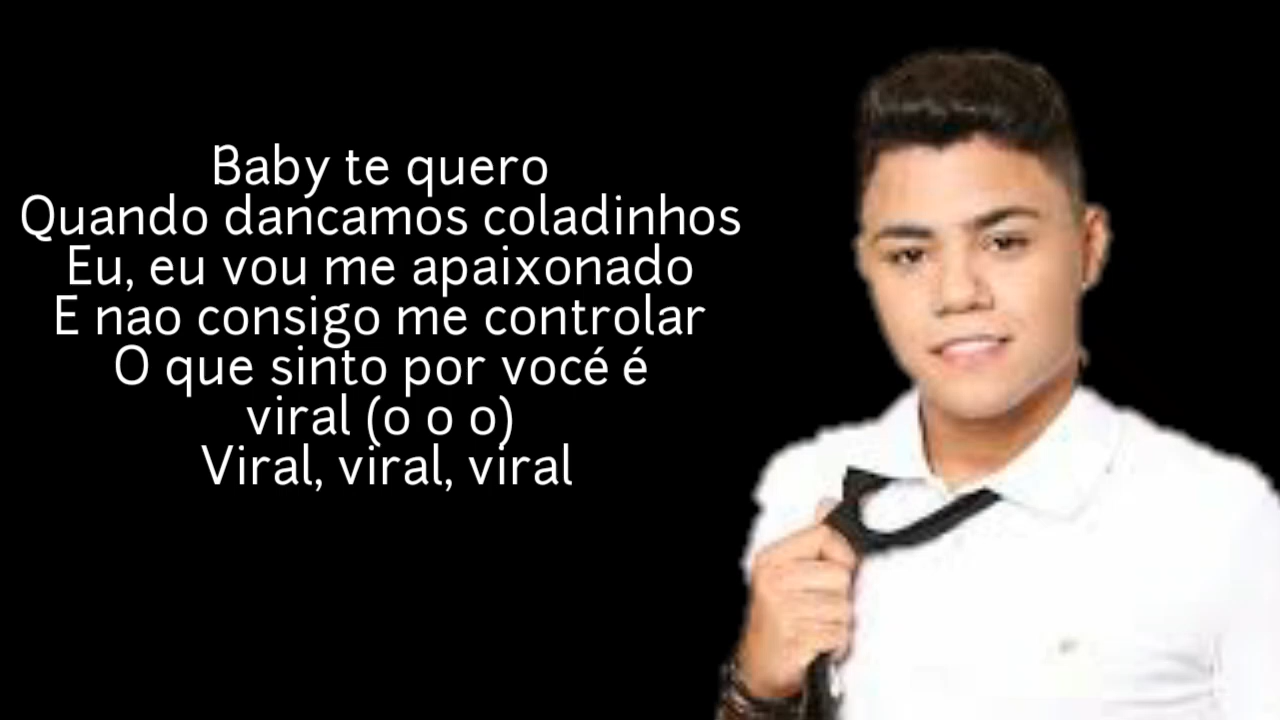 Baby te quero
Quando dancamos coladinhos
Eu, eu vou me apaixonado
E nao consigo me controlar
O que sinto por vocé é
viral (o o o)
Viral, viral, viral